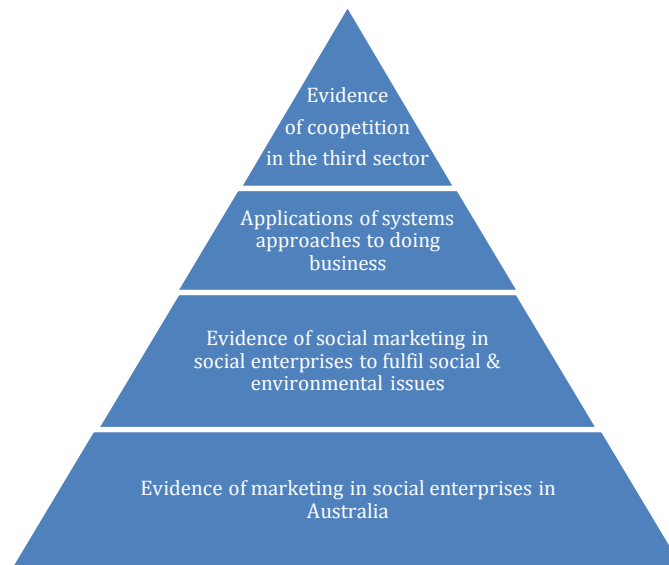 Evidence
of coopetition
in the third sector
Applications of systems
approaches to doing
business
Evidence of social marketing in
social enterprises to fulfil social &
environmental issues
Evidence of marketing in social enterprises in
Australia